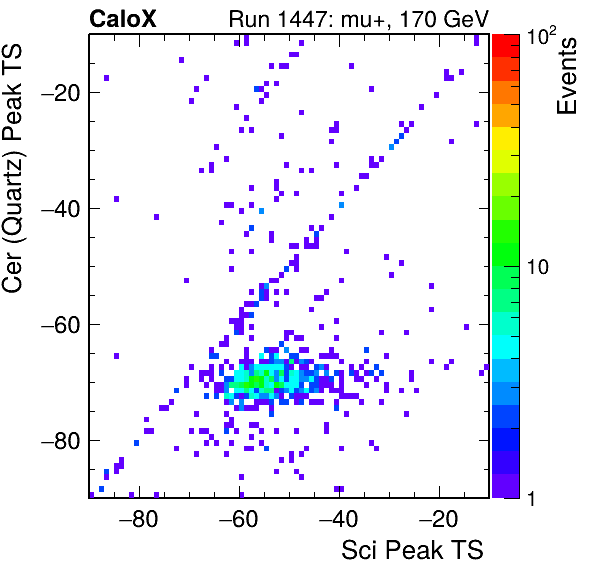 CaloX Run 1447: mu+, 170 GeV
Cer (Quartz) Peak TS
−20
−40
−60
−80
−80 −60 −40 −20
Sci Peak TS
10²
10
1
Events